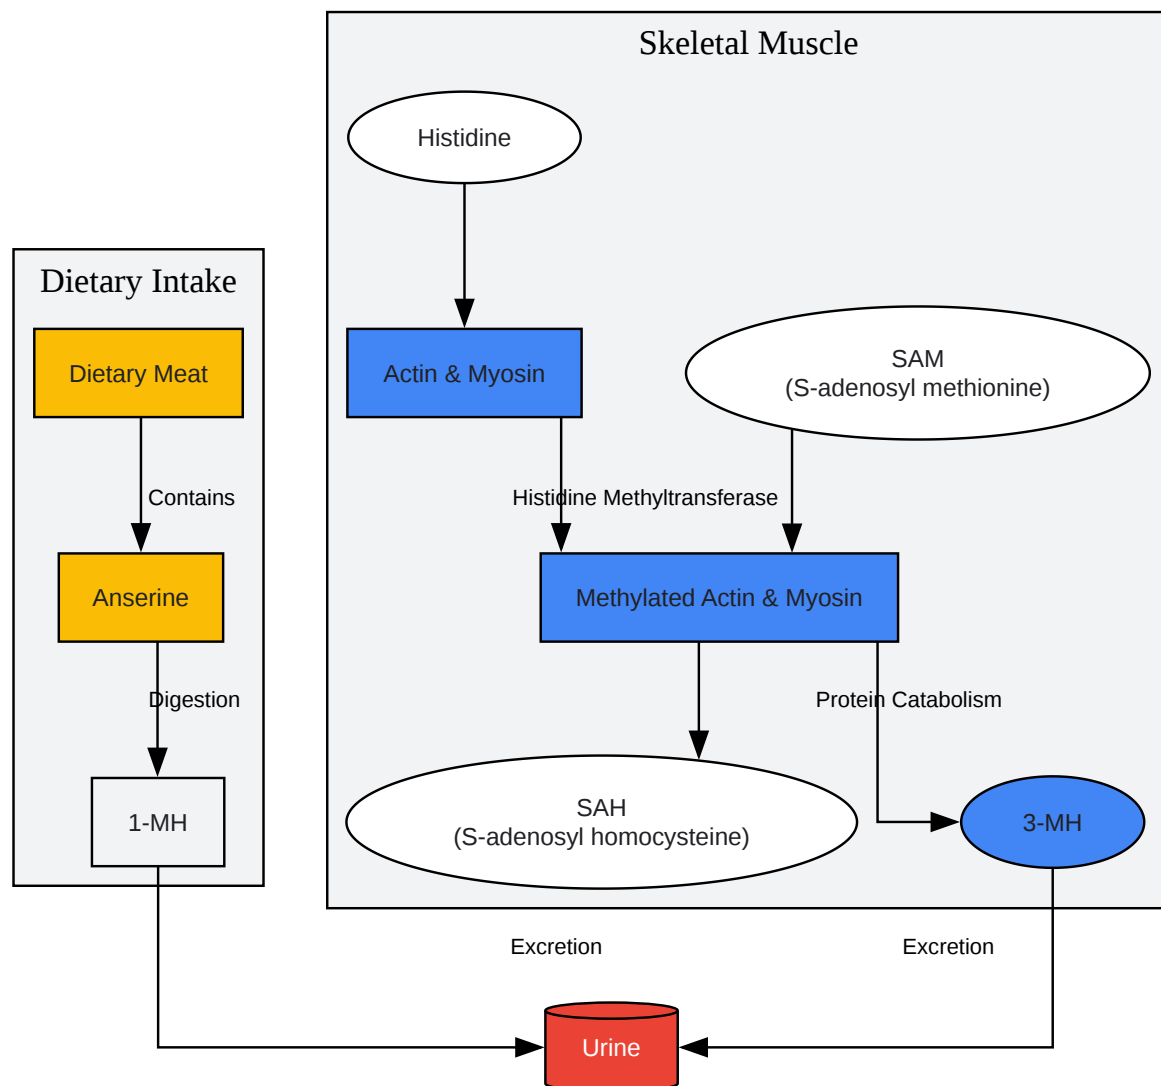 Skeletal Muscle
Histidine
Dietary Intake
Dietary Meat
Actin & Myosin
SAM
(S-adenosyl methionine)
Contains
Histidine Methyltransferase
Anserine
Methylated Actin & Myosin
Digestion
Protein Catabolism
1-MH
SAH
(S-adenosyl homocysteine)
3-MH
Excretion
Excretion
Urine